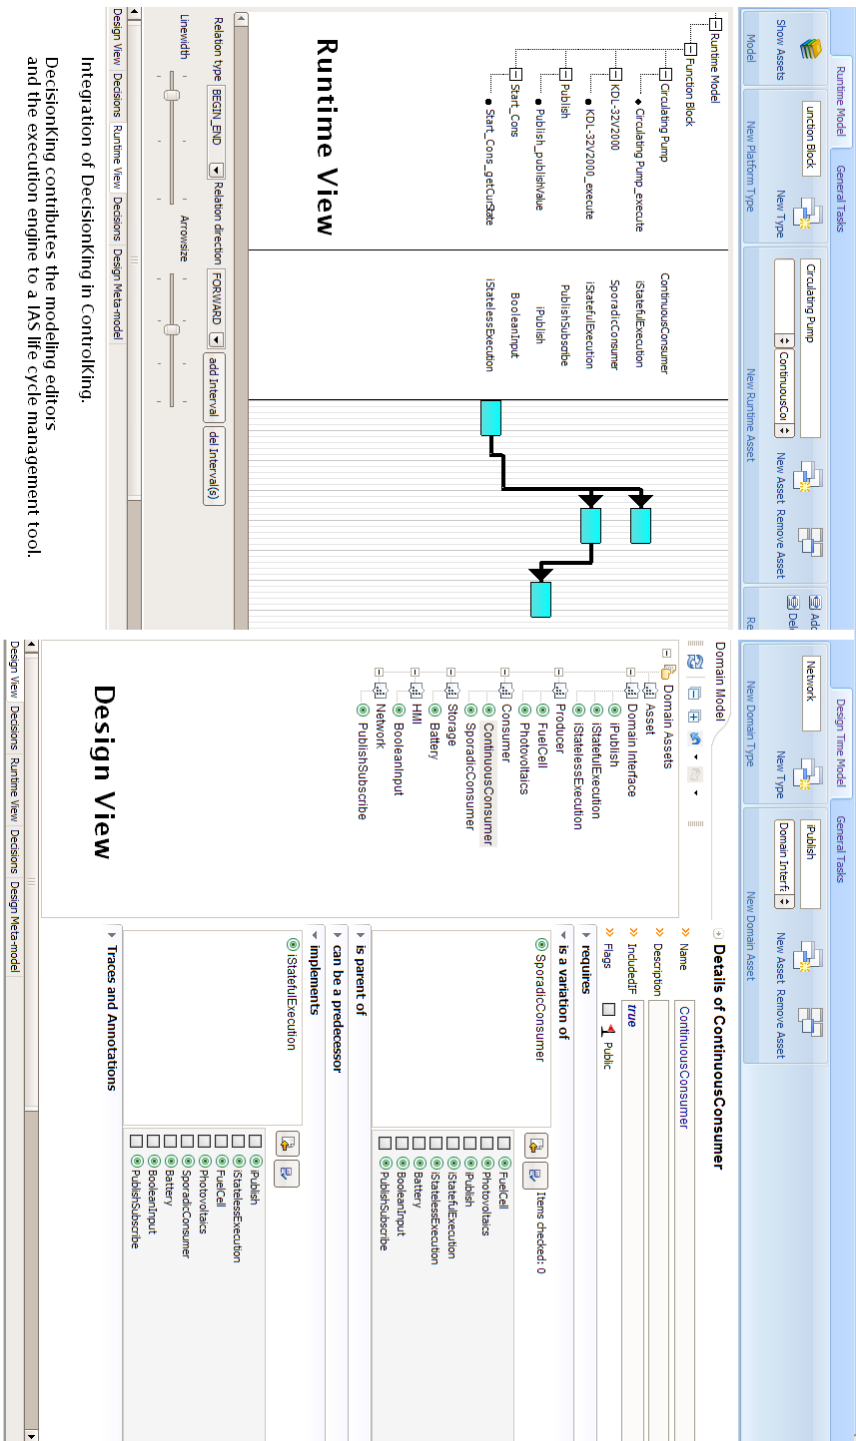 Runtime Model General Tasks
Show Assets
Model
unction Block
New Type
New Platform Type
Circulating Pump
ContinuousCor
New Asset Remove Asset
New Runtime Asset
Add
Del
Re
Runtime Model
Function Block
Circulating Pump ContinuousConsumer
Circulating Pump_execute iStatefulExecution
KDL-32V2000 SporadicConsumer
KDL-32V2000_execute iStatefulExecution
Publish PublishSubscribe
Publish_publishValue iPublish
Start_Cons BooleanInput
Start_Cons_getCurState iStatelessExecution
Runtime View
Relation type BEGIN_END Relation direction FORWARD add Interval del Interval(s)
Linewidth Arrowsize
Design View Decisions Runtime View Decisions Design Meta-model
Integration of DecisionKing in ControlKing.
DecisionKing contributes the modeling editors
and the execution engine to a IAS life cycle management tool.
Design Time Model General Tasks
Network
New Type
New Domain Type
iPublish
Domain Interfa
New Asset Remove Asset
New Domain Asset
Domain Model
Domain Assets
Asset
Domain Interface
iPublish
iStatefulExecution
iStatelessExecution
Producer
FuelCell
Photovoltaics
Consumer
ContinuousConsumer
SporadicConsumer
Storage
Battery
HMI
BooleanInput
Network
PublishSubscribe
Design View
Details of ContinuousConsumer
Name ContinuousConsumer
Description
IncludedIF true
Flags Public
requires
is a variation of
SporadicConsumer
Items checked: 0
FuelCell
Photovoltaics
iPublish
iStatefulExecution
iStatelessExecution
Battery
BooleanInput
PublishSubscribe
is parent of
can be a predecessor
implements
iStatefulExecution
iPublish
iStatelessExecution
FuelCell
Photovoltaics
SporadicConsumer
Battery
BooleanInput
PublishSubscribe
Traces and Annotations
Design View Decisions Runtime View Decisions Design Meta-model